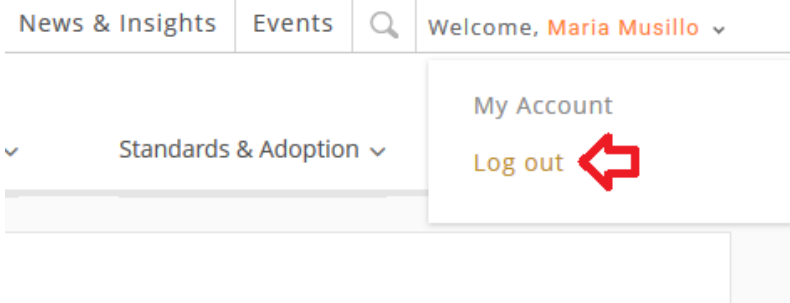 News & Insights Events Welcome, Maria Musillo
My Account
Standards & Adoption
Log out